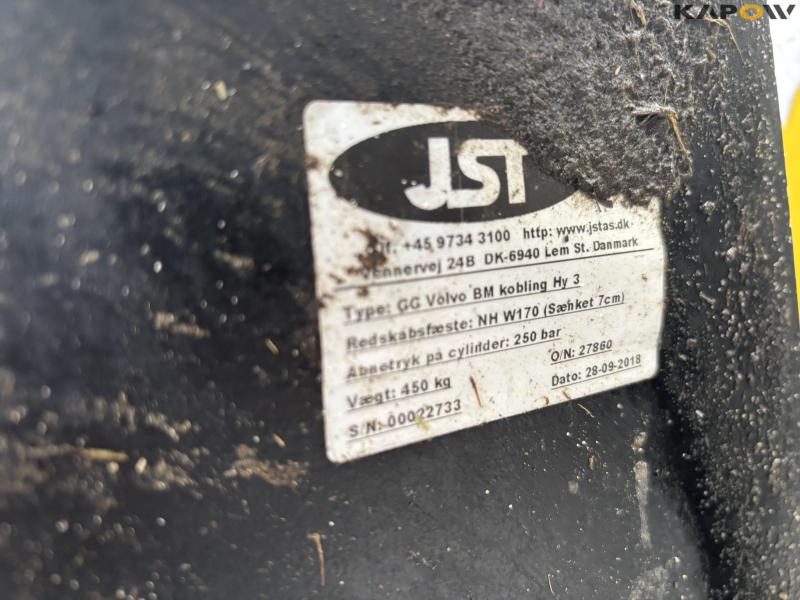 KAPOW
JST
+45 9734 3100 http: www.jstas.dk
Vennervej 24B DK-6940 Lem St. Danmark
Type: GG Volvo BM kobling Hy 3
Redskabsfæste: NH W170 (Sænket 7cm)
Abnetryk på cylinder: 250 bar
Vægt: 450 kg O/N: 27860
S/N: 00022733 Dato: 28-09-2018